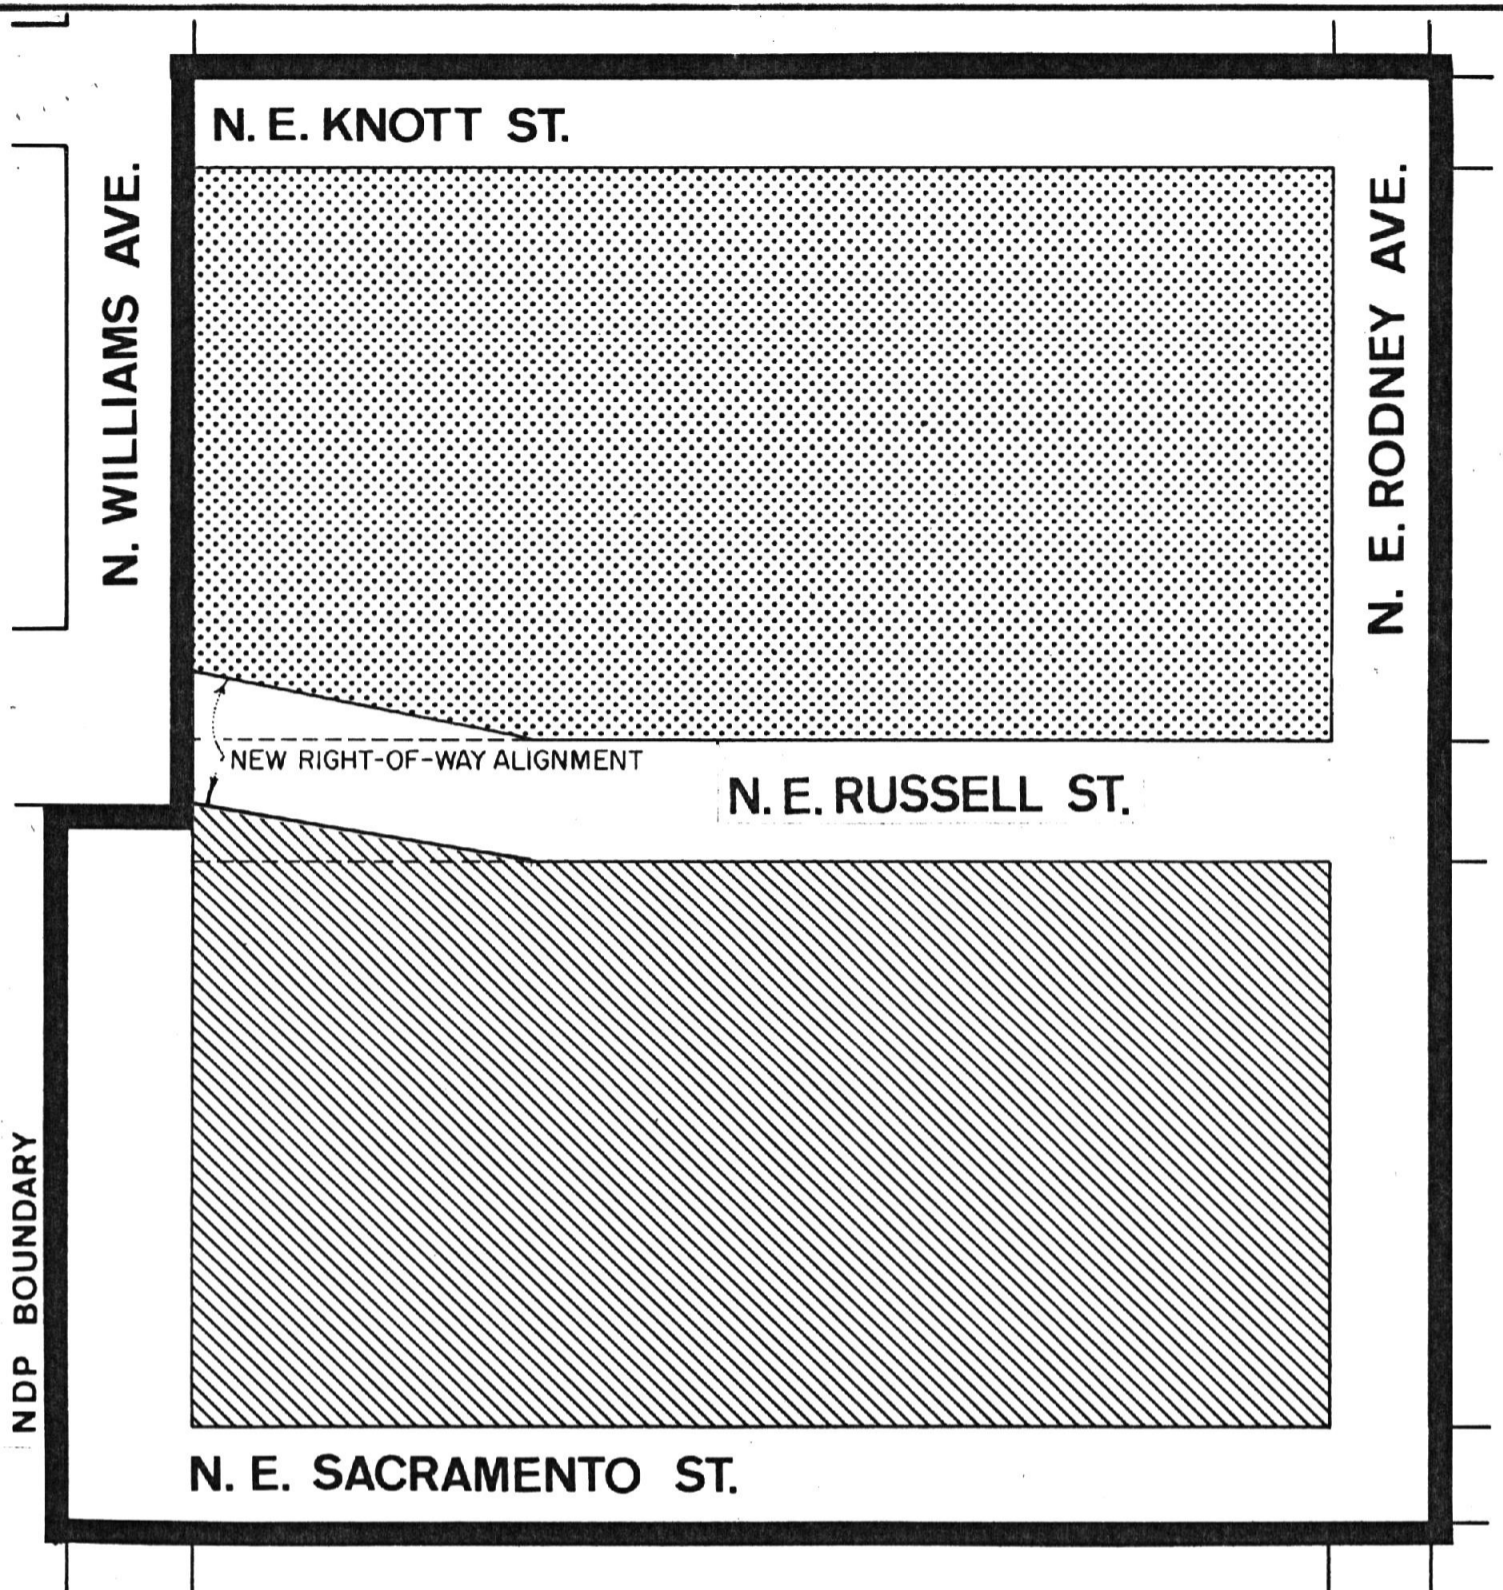 N. E. KNOTT ST.
N. WILLIAMS AVE.
N. E. RODNEY AVE.
NEW RIGHT-OF-WAY ALIGNMENT
N. E. RUSSELL ST.
NDP BOUNDARY
N. E. SACRAMENTO ST.